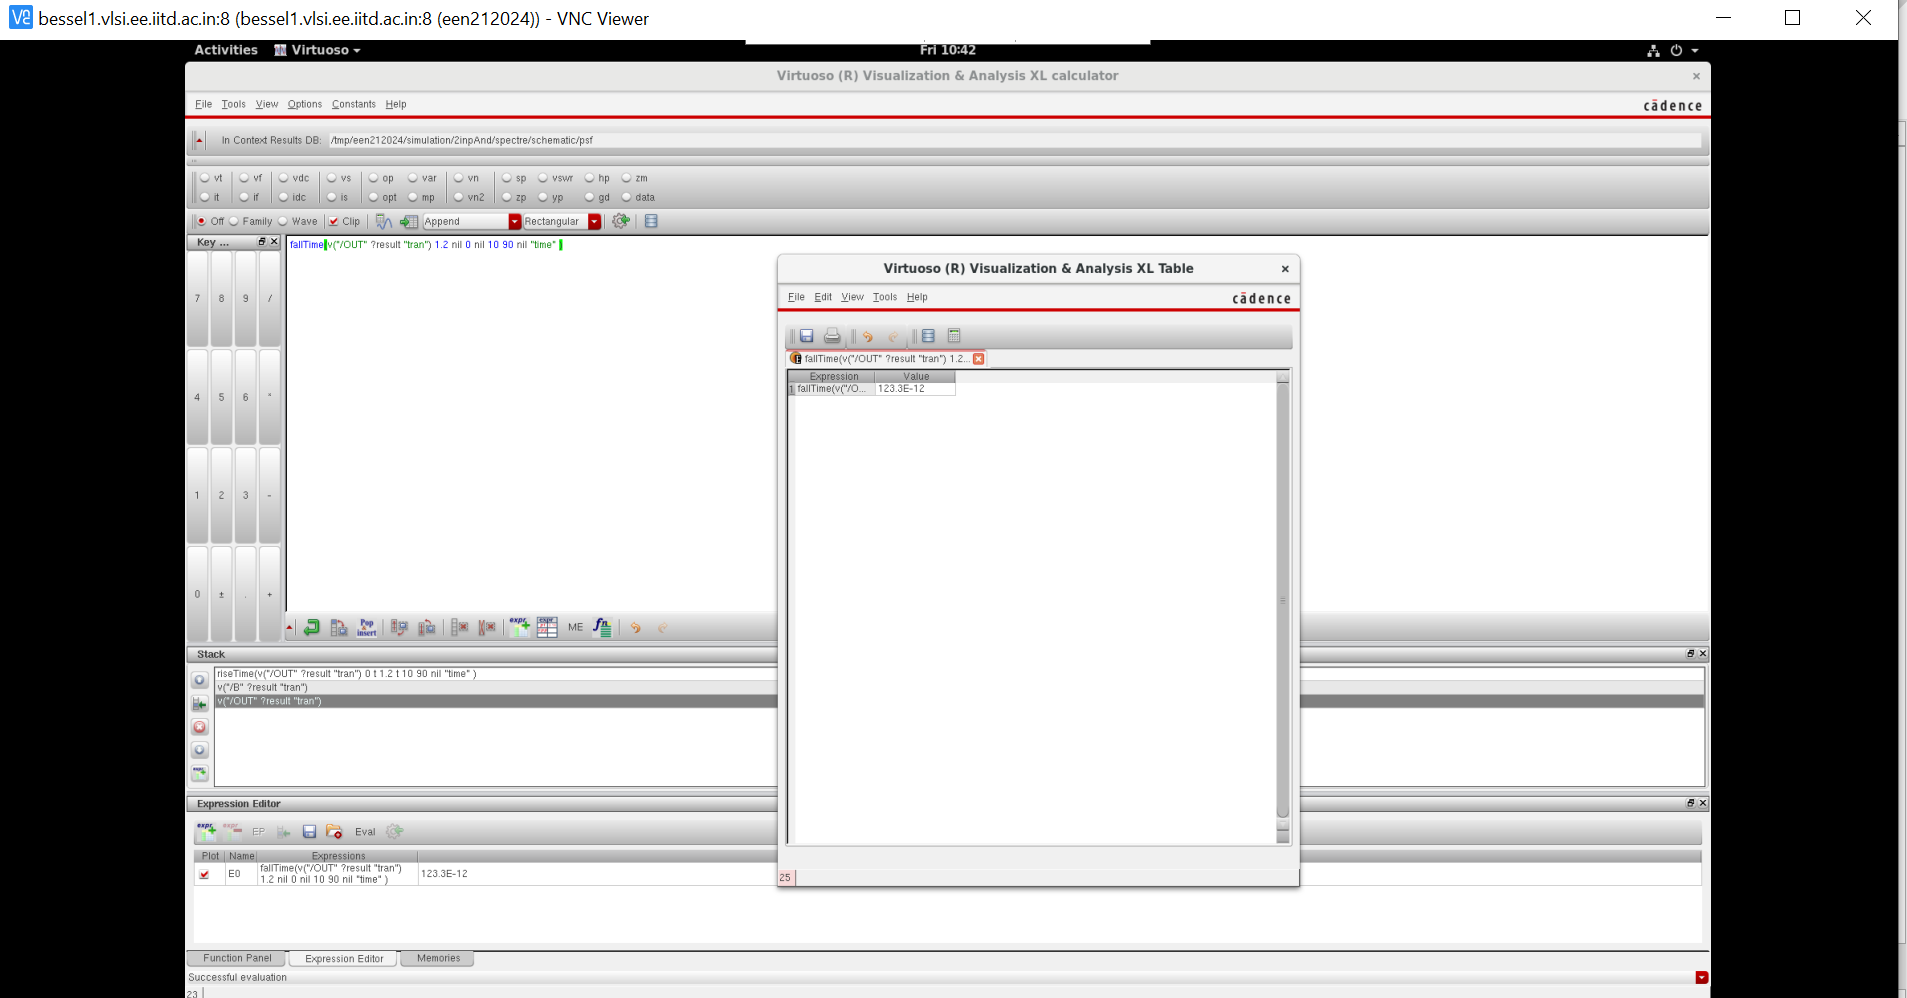 bessel1.vlsi.ee.iitd.ac.in:8 (bessel1.vlsi.ee.iitd.ac.in:8 (een212024)) - VNC Viewer
Activities Virtuoso Fri 10:42
Virtuoso (R) Visualization & Analysis XL calculator
File Tools View Options Constants Help cādence
In Context Results DB: /tmp/een212024/simulation/2inpAnd/spectre/schematic/psf
vt vf vdc vs op var vn sp vswr hp zm
it if idc is opt mp vn2 zp yp gd data
Off Family Wave Clip Append Rectangular
Key ...
fallTime(v("/OUT" ?result "tran") 1.2 nil 0 nil 10 90 nil "time" )
7 8 9 /
4 5 6 *
1 2 3 -
0 ± . +
Pop insert expr expr ME fn
Virtuoso (R) Visualization & Analysis XL Table
File Edit View Tools Help cādence
fallTime(v("/OUT" ?result "tran") 1.2...
Expression Value
1 fallTime(v("/O... 123.3E-12
25
Stack
riseTime(v("/OUT" ?result "tran") 0 t 1.2 t 10 90 nil "time" )
v("/B" ?result "tran")
v("/OUT" ?result "tran")
Expression Editor
expr expr EP Eval
Plot Name Expressions
E0 fallTime(v("/OUT" ?result "tran")
1.2 nil 0 nil 10 90 nil "time" ) 123.3E-12
Function Panel Expression Editor Memories
Successful evaluation
23